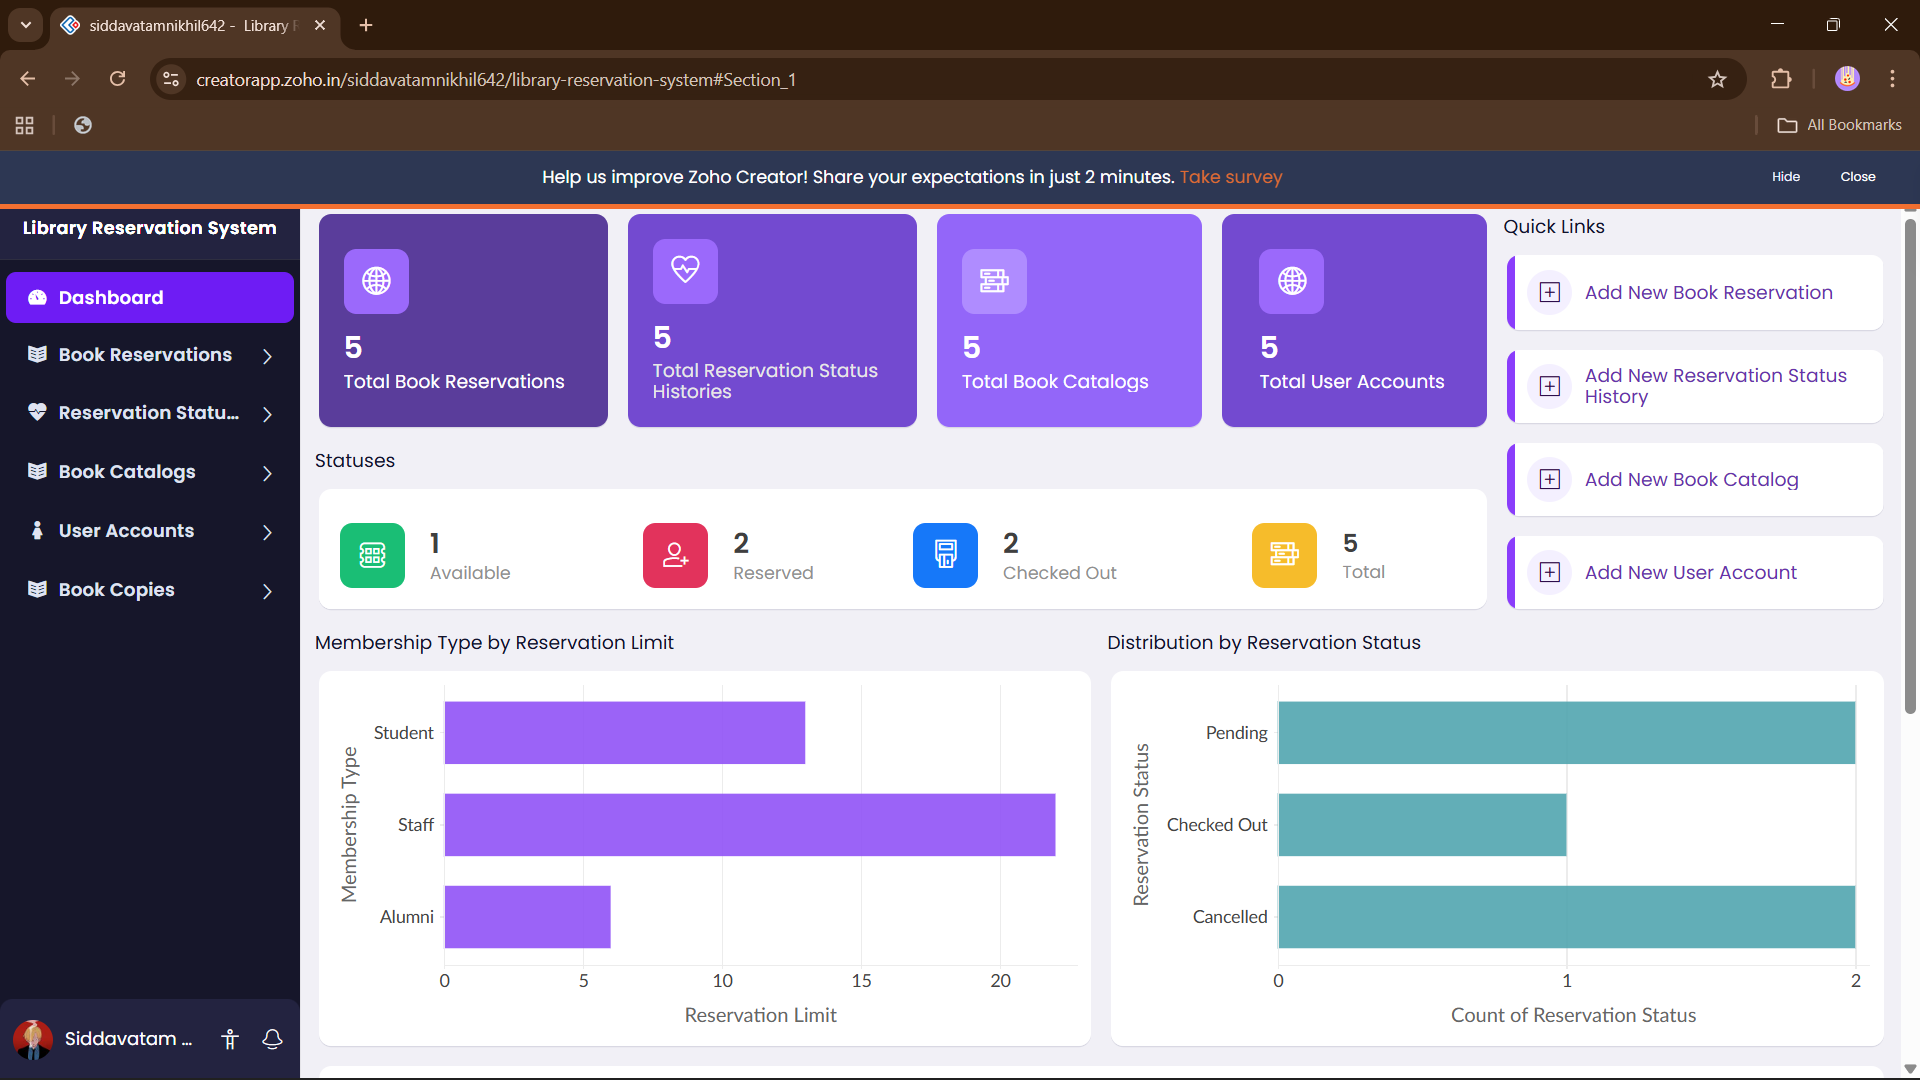 siddavatamnikhil642 - Library
creatorapp.zoho.in/siddavatamnikhil642/library-reservation-system#Section_1
All Bookmarks
Help us improve Zoho Creator! Share your expectations in just 2 minutes. Take survey
Hide
Close
Library Reservation System
Dashboard
Book Reservations
Reservation Statu...
Book Catalogs
User Accounts
Book Copies
Siddavatam ...
5
Total Book Reservations
5
Total Reservation Status
Histories
5
Total Book Catalogs
5
Total User Accounts
Quick Links
Add New Book Reservation
Add New Reservation Status
History
Add New Book Catalog
Add New User Account
Statuses
1
Available
2
Reserved
2
Checked Out
5
Total
Membership Type by Reservation Limit
Membership Type
Student
Staff
Alumni
0 5 10 15 20
Reservation Limit
Distribution by Reservation Status
Reservation Status
Pending
Checked Out
Cancelled
0 1 2
Count of Reservation Status